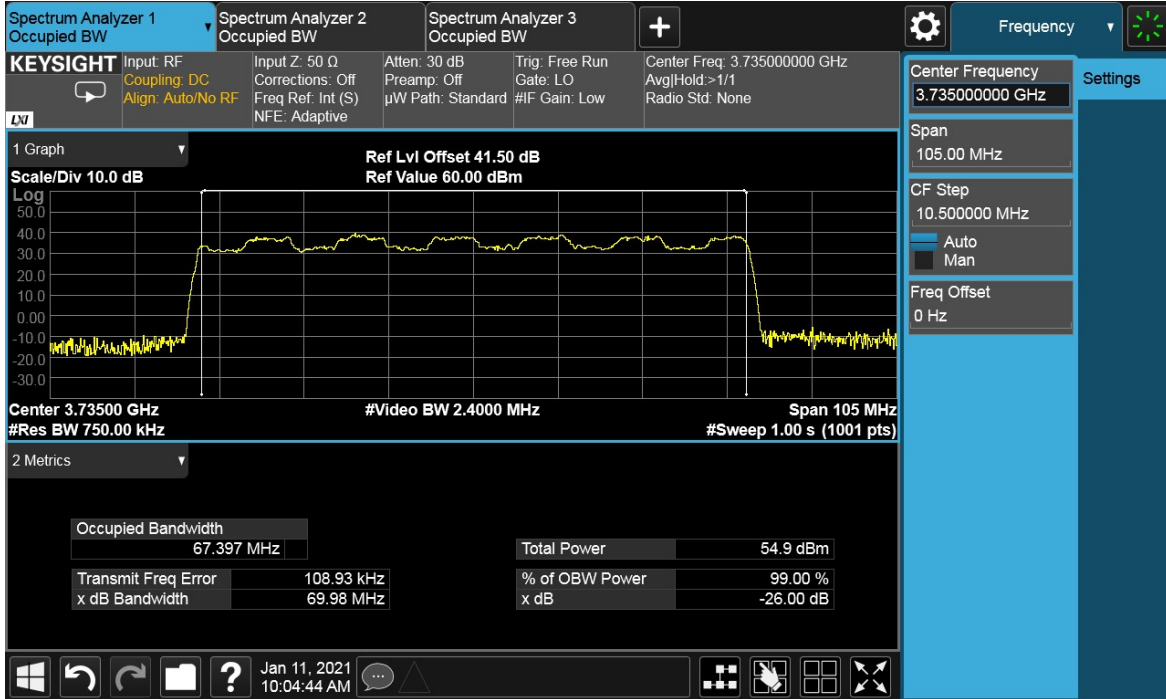 Spectrum Analyzer 1
Occupied BW
Spectrum Analyzer 2
Occupied BW
Spectrum Analyzer 3
Occupied BW
Frequency
KEYSIGHT
LXI
Input: RF
Coupling: DC
Align: Auto/No RF
Input Z: 50 Ω
Corrections: Off
Freq Ref: Int (S)
NFE: Adaptive
Atten: 30 dB
Preamp: Off
µW Path: Standard
Trig: Free Run
Gate: LO
#IF Gain: Low
Center Freq: 3.735000000 GHz
Avg|Hold:>1/1
Radio Std: None
1 Graph
Scale/Div 10.0 dB
Ref Lvl Offset 41.50 dB
Ref Value 60.00 dBm
Log
50.0
40.0
30.0
20.0
10.0
0.00
-10.0
-20.0
-30.0
Center 3.73500 GHz
#Video BW 2.4000 MHz
Span 105 MHz
#Res BW 750.00 kHz
#Sweep 1.00 s (1001 pts)
2 Metrics
Occupied Bandwidth
67.397 MHz
Total Power 54.9 dBm
Transmit Freq Error 108.93 kHz
% of OBW Power 99.00 %
x dB Bandwidth 69.98 MHz
x dB -26.00 dB
Center Frequency
3.735000000 GHz
Settings
Span
105.00 MHz
CF Step
10.500000 MHz
Auto
Man
Freq Offset
0 Hz
?
Jan 11, 2021
10:04:44 AM